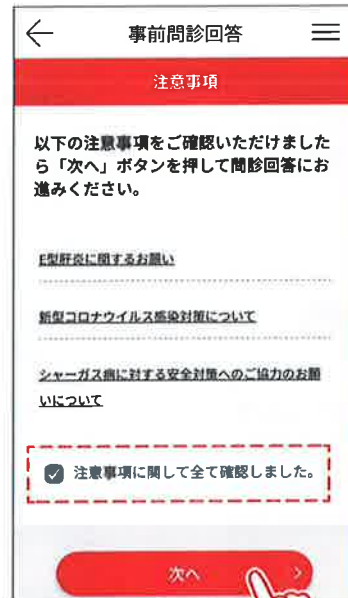 事前問診回答
注意事項
以下の注意事項をご確認いただけました
ら「次へ」ボタンを押して問診回答にお
進みください。
E型肝炎に関するお願い
新型コロナウイルス感染対策について
シャーガス病に対する安全対策へのご協力のお願
いについて
注意事項に関して全て確認しました。
次へ